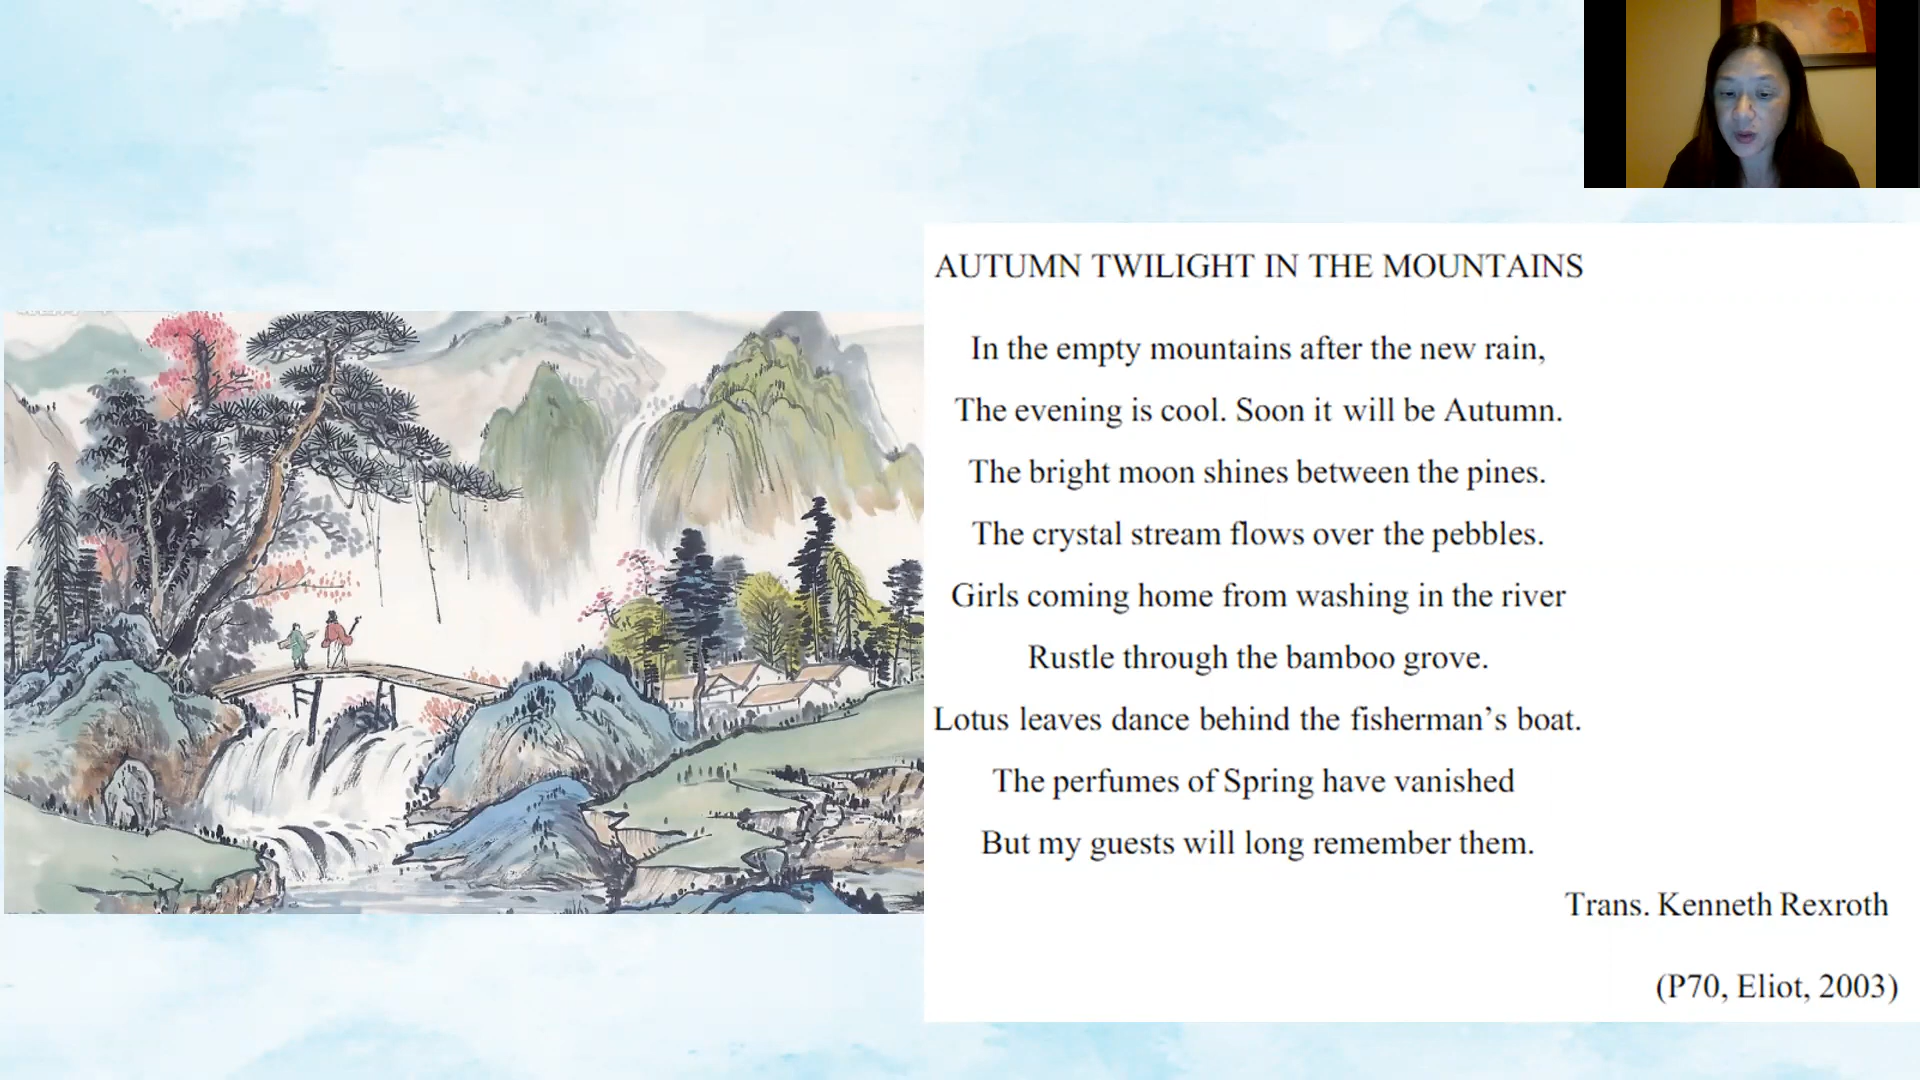 AUTUMN TWILIGHT IN THE MOUNTAINS
In the empty mountains after the new rain,
The evening is cool. Soon it will be Autumn.
The bright moon shines between the pines.
The crystal stream flows over the pebbles.
Girls coming home from washing in the river
Rustle through the bamboo grove.
Lotus leaves dance behind the fisherman’s boat.
The perfumes of Spring have vanished
But my guests will long remember them.
Trans. Kenneth Rexroth
(P70, Eliot, 2003)